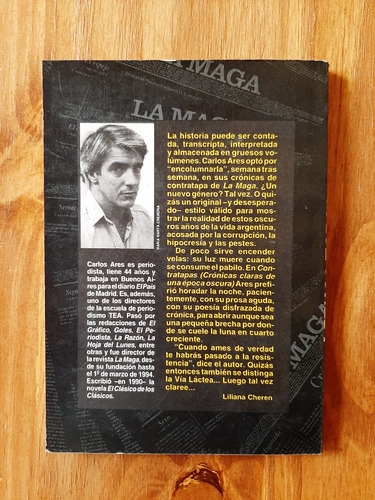 LA MAGA
LA MAGA
La historia puede ser conta-
da, transcripta, interpretada
y almacenada en gruesos vo-
lúmenes. Carlos Ares optó por
"encolumnarla", semana tras
semana, en sus crónicas de
contratapa de La Maga. ¿Un
nuevo género? Tal vez. O qui-
zás un original –y desespera-
do– estilo válido para mos-
trar la realidad de estos oscu-
ros años de la vida argentina,
acosada por la corrupción, la
hipocresía y las pestes.
De poco sirve encender
velas: su luz muere cuando
se consume el pabilo. En Con-
tratapas (Crónicas claras de
una época oscura) Ares prefi-
rió horadar la noche, pacien-
temente, con su prosa aguda,
con su poesía disfrazada de
crónica, para abrir aunque sea
una pequeña brecha por don-
de se cuele la luna en cuarto
creciente.
"Cuando ames de verdad
te habrás pasado a la resis-
tencia", dice el autor. Quizás
entonces también se distinga
la Vía Láctea... Luego tal vez
claree...
Liliana Cheren
Carlos Ares es perio-
dista, tiene 44 años y
trabaja en Buenos Ai-
res para el diario El País
de Madrid. Es, además,
uno de los directores
de la escuela de perio-
dismo TEA. Pasó por
las redacciones de El
Gráfico, Goles, El Pe-
riodista, La Razón, La
Hoja del Lunes, entre
otras y fue director de
la revista La Maga, des-
de su fundación hasta
el 1º de marzo de 1994.
Escribió –en 1990– la
novela El Clásico de los
Clásicos.